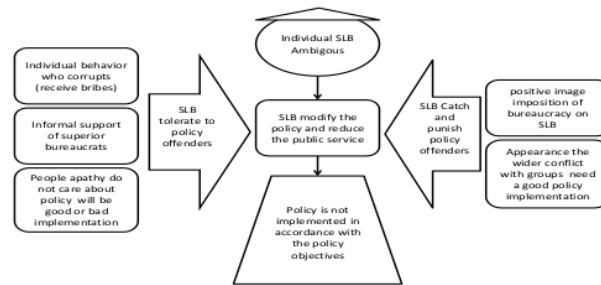 Individual SLB
Ambigous
Individual behavior
who corrupts
(receive bribes)
Informal support
of superior
bureaucrats
People apathy do
not care about
policy will be
good or bad
implementation
SLB
tolerate to
policy
offenders
SLB modify the
policy and reduce
the public service
Policy is not
implemented in
accordance with
the policy
objectives
SLB Catch
and
punish
policy
offenders
positive image
imposition of
bureaucracy on
SLB
Appearance the
wider conflict
with groups need
a good policy
implementation